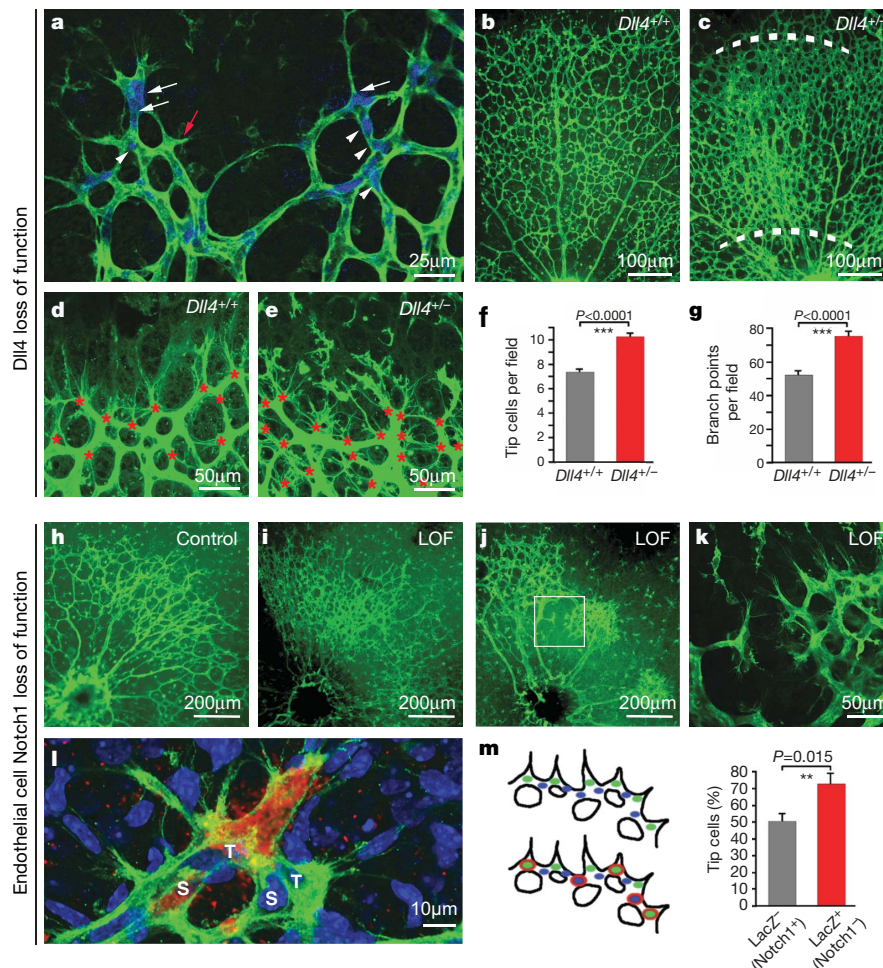 Dll4 loss of function
a
25μm
b
Dll4+/+
100μm
c
Dll4+/−
100μm
d
Dll4+/+
50μm
e
Dll4+/−
50μm
f
P<0.0001
***
Tip cells per field
10
8
6
4
2
0
Dll4+/+ Dll4+/−
g
P<0.0001
***
Branch points
per field
80
60
40
20
0
Dll4+/+ Dll4+/−
Endothelial cell Notch1 loss of function
h
Control
200μm
i
LOF
200μm
j
LOF
200μm
k
LOF
50μm
l
T
T
S
S
10μm
m
P=0.015
**
Tip cells (%)
80
70
60
50
40
30
20
10
0
LacZ−
(Notch1+)
LacZ+
(Notch1−)